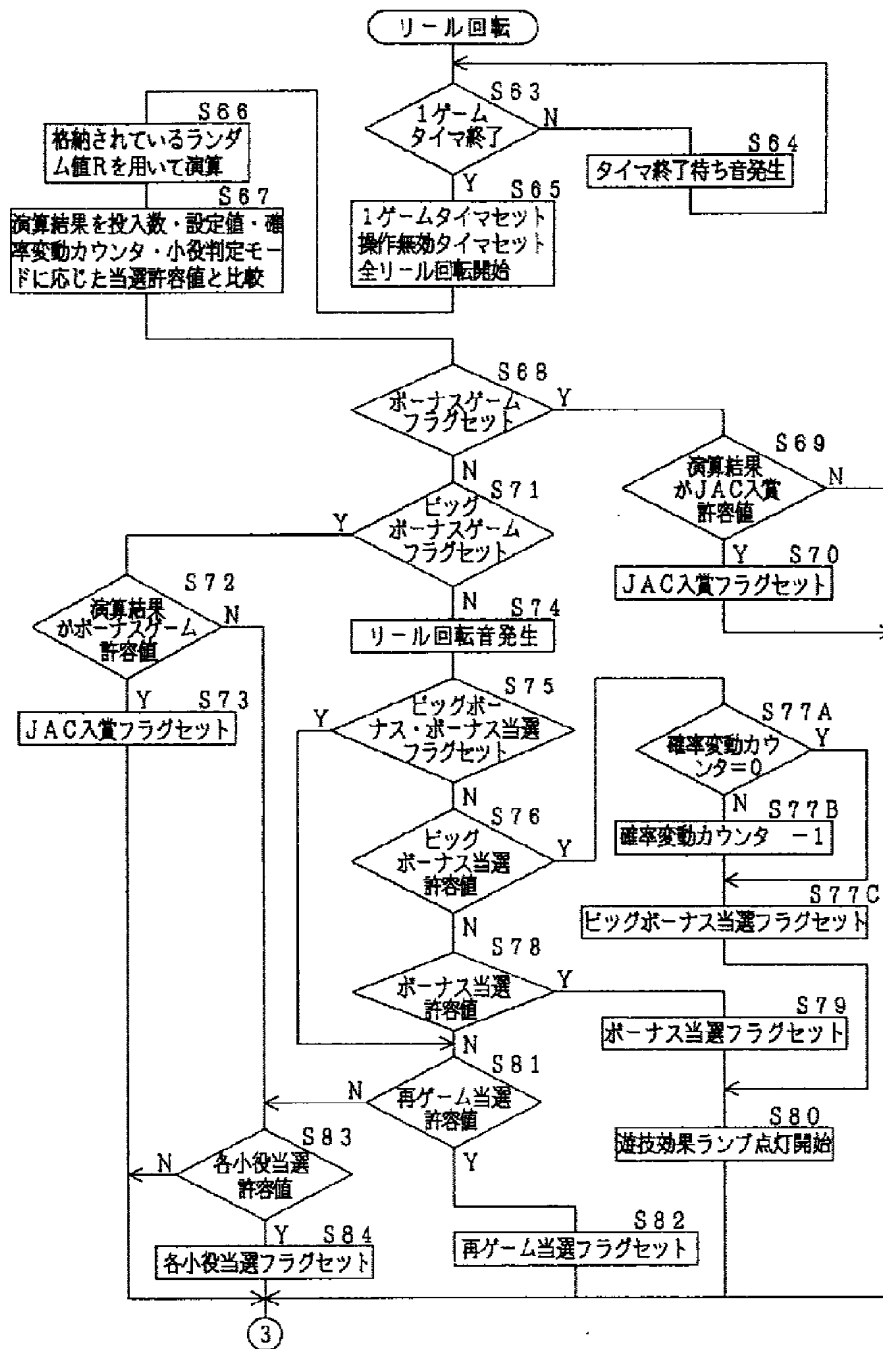 リール回転
S63
1ゲーム
タイマ終了
N
Y
S64
タイマ終了待ち音発生
S65
1ゲームタイマセット
操作無効タイマセット
全リール回転開始
S66
格納されているランダ
ム値Rを用いて演算
S67
演算結果を投入数・設定値・確
率変動カウンタ・小役判定モー
ドに応じた当選許容値と比較
S68
ボーナスゲーム
フラグセット
Y
N
S69
演算結果
がJAC入賞
許容値
N
Y
S70
JAC入賞フラグセット
S71
ビッグ
ボーナスゲーム
フラグセット
Y
N
S72
演算結果
がボーナスゲーム
許容値
N
Y
S73
JAC入賞フラグセット
S74
リール回転音発生
S75
ビッグボー
ナス・ボーナス当選
フラグセット
Y
N
S76
ビッグ
ボーナス当選
許容値
Y
N
S77A
確率変動カウ
ンタ=0
Y
N
S77B
確率変動カウンタ -1
S77C
ビッグボーナス当選フラグセット
S78
ボーナス当選
許容値
Y
N
S79
ボーナス当選フラグセット
S80
遊技効果ランプ点灯開始
S81
再ゲーム当選
許容値
N
Y
S82
再ゲーム当選フラグセット
S83
各小役当選
許容値
N
Y
S84
各小役当選フラグセット
3